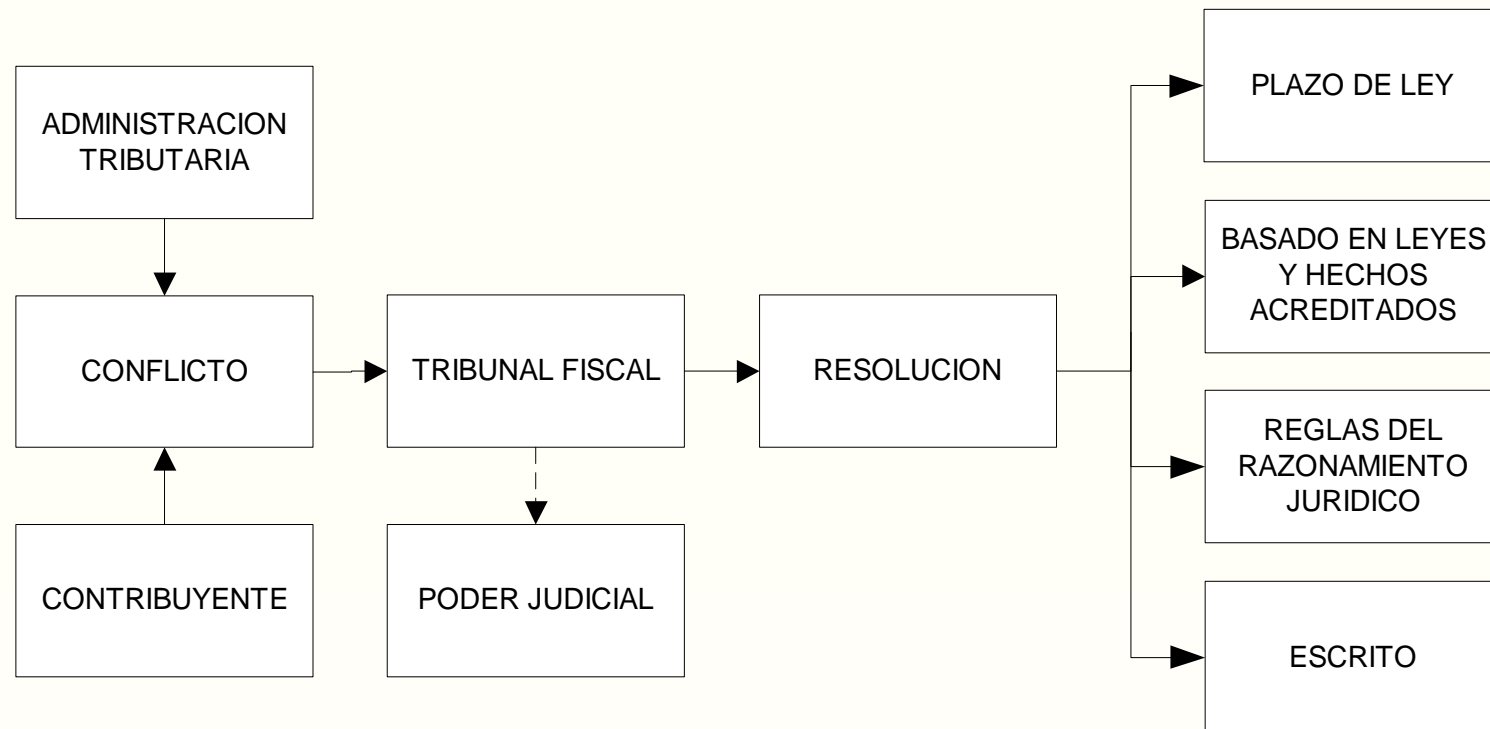 ADMINISTRACION
TRIBUTARIA
CONFLICTO
CONTRIBUYENTE
TRIBUNAL FISCAL
PODER JUDICIAL
RESOLUCION
PLAZO DE LEY
BASADO EN LEYES
Y HECHOS
ACREDITADOS
REGLAS DEL
RAZONAMIENTO
JURIDICO
ESCRITO